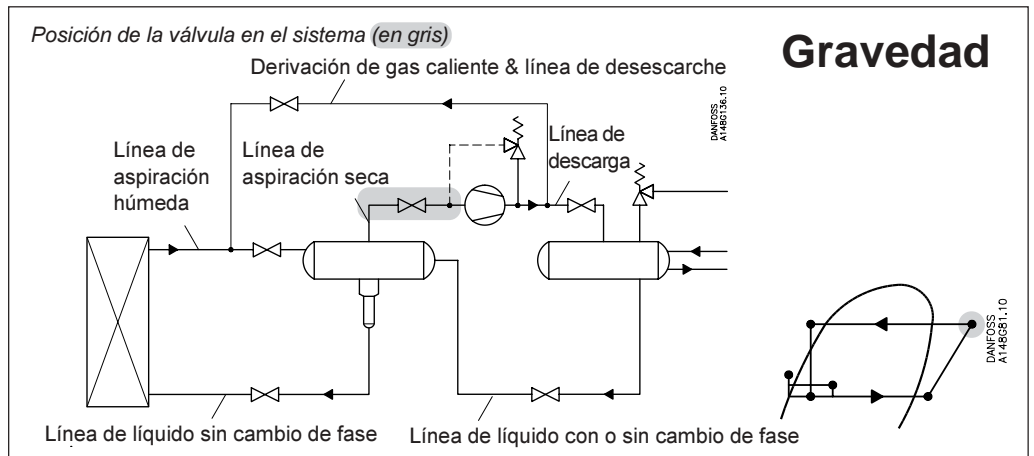 Posición de la válvula en el sistema (en gris)
Gravedad
Derivación de gas caliente & línea de desescarche
DANFOSS
A148G136.10
Línea de
aspiración
húmeda
Línea de
aspiración seca
Línea de
descarga
DANFOSS
A148G81.10
Línea de líquido sin cambio de fase
Línea de líquido con o sin cambio de fase